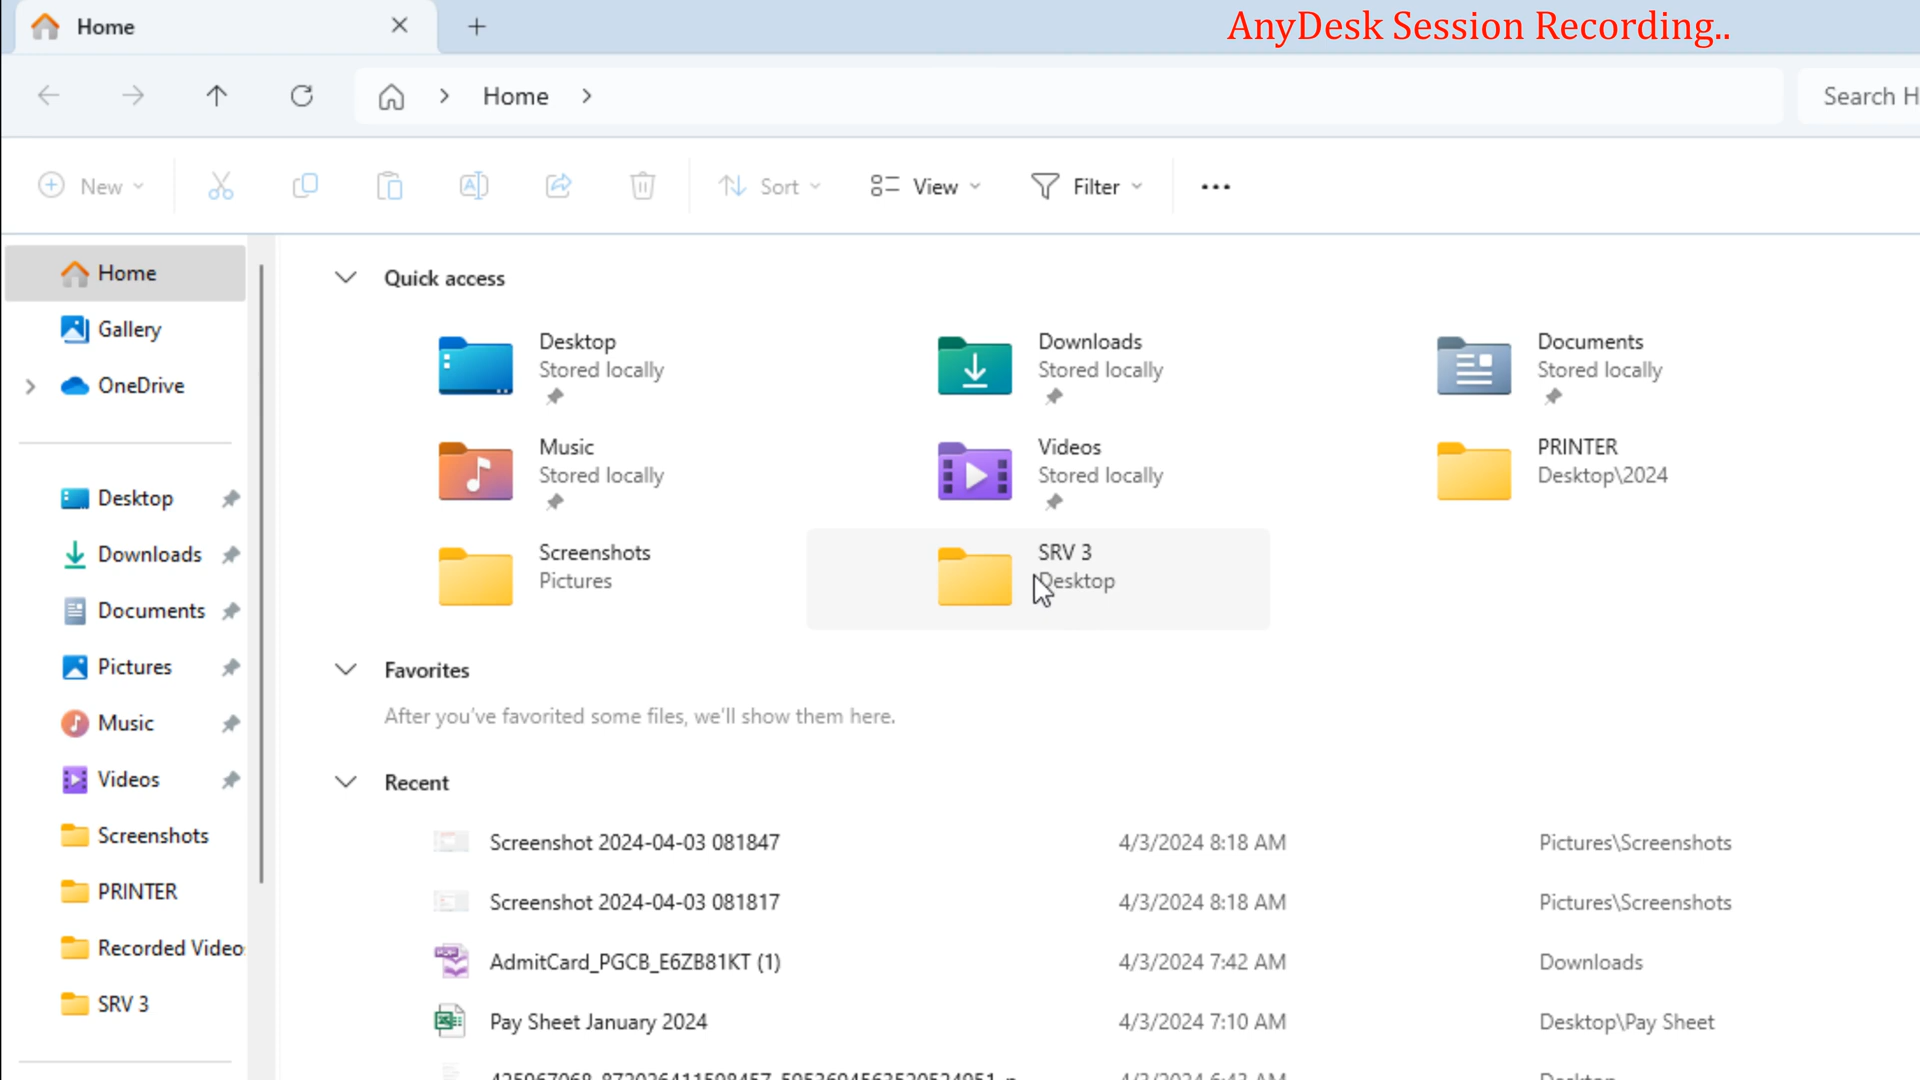 Home
AnyDesk Session Recording..
Home
Search H
New
Sort
View
Filter
Home
Gallery
OneDrive
Desktop
Downloads
Documents
Pictures
Music
Videos
Screenshots
PRINTER
Recorded Video
SRV 3
Quick access
Desktop
Stored locally
Downloads
Stored locally
Documents
Stored locally
Music
Stored locally
Videos
Stored locally
PRINTER
Desktop\2024
Screenshots
Pictures
SRV 3
Desktop
Favorites
After you've favorited some files, we'll show them here.
Recent
Screenshot 2024-04-03 081847 4/3/2024 8:18 AM Pictures\Screenshots
Screenshot 2024-04-03 081817 4/3/2024 8:18 AM Pictures\Screenshots
AdmitCard_PGCB_E6ZB81KT (1) 4/3/2024 7:42 AM Downloads
Pay Sheet January 2024 4/3/2024 7:10 AM Desktop\Pay Sheet